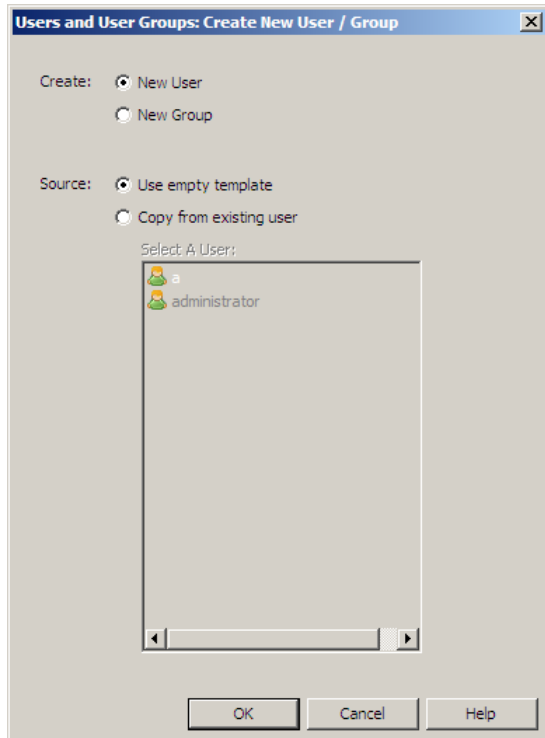 Users and User Groups: Create New User / Group
Create: New User
New Group
Source: Use empty template
Copy from existing user
Select A User:
a
administrator
OK Cancel Help